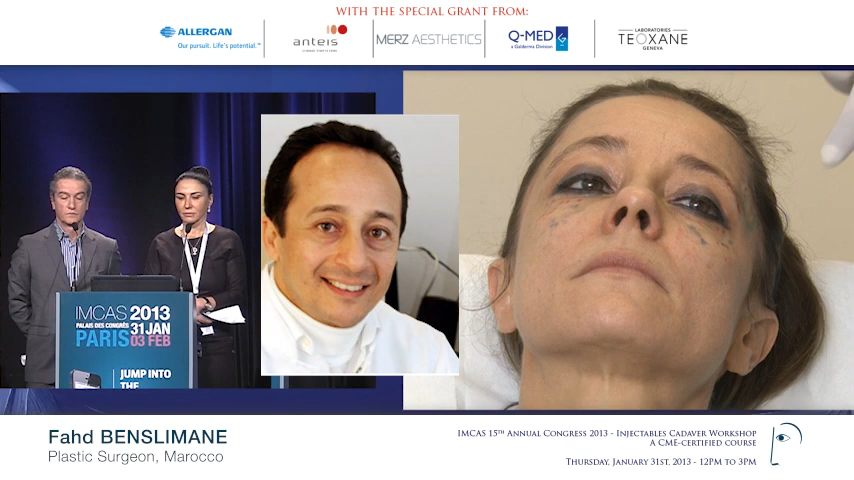 WITH THE SPECIAL GRANT FROM:
ALLERGAN
Our pursuit. Life's potential.™
anteis
MERZ AESTHETICS
Q-MED
a Galderma Division
LABORATORIES
TEOXANE
GENEVA
IMCAS 2013
PALAIS DES CONGRÈS 31 JAN
PARIS 03 FEB
JUMP INTO
THE
Fahd BENSLIMANE
Plastic Surgeon, Marocco
IMCAS 15TH ANNUAL CONGRESS 2013 - INJECTABLES CADAVER WORKSHOP
A CME-CERTIFIED COURSE
THURSDAY, JANUARY 31ST, 2013 - 12PM TO 3PM